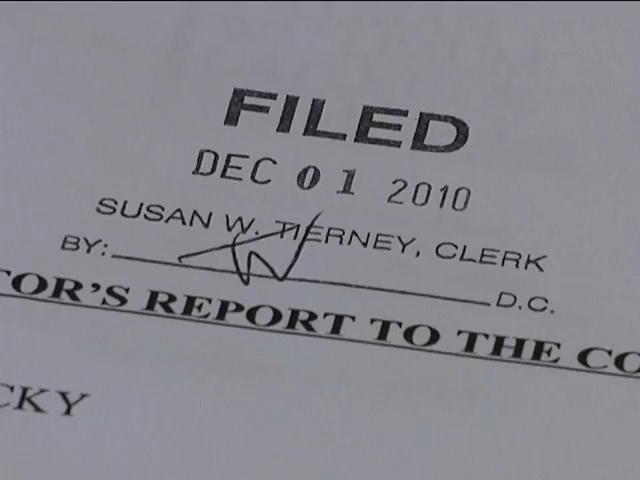 FILED
DEC 01 2010
SUSAN W. TIERNEY, CLERK
BY: D.C.
TOR'S REPORT TO THE CO
CKY